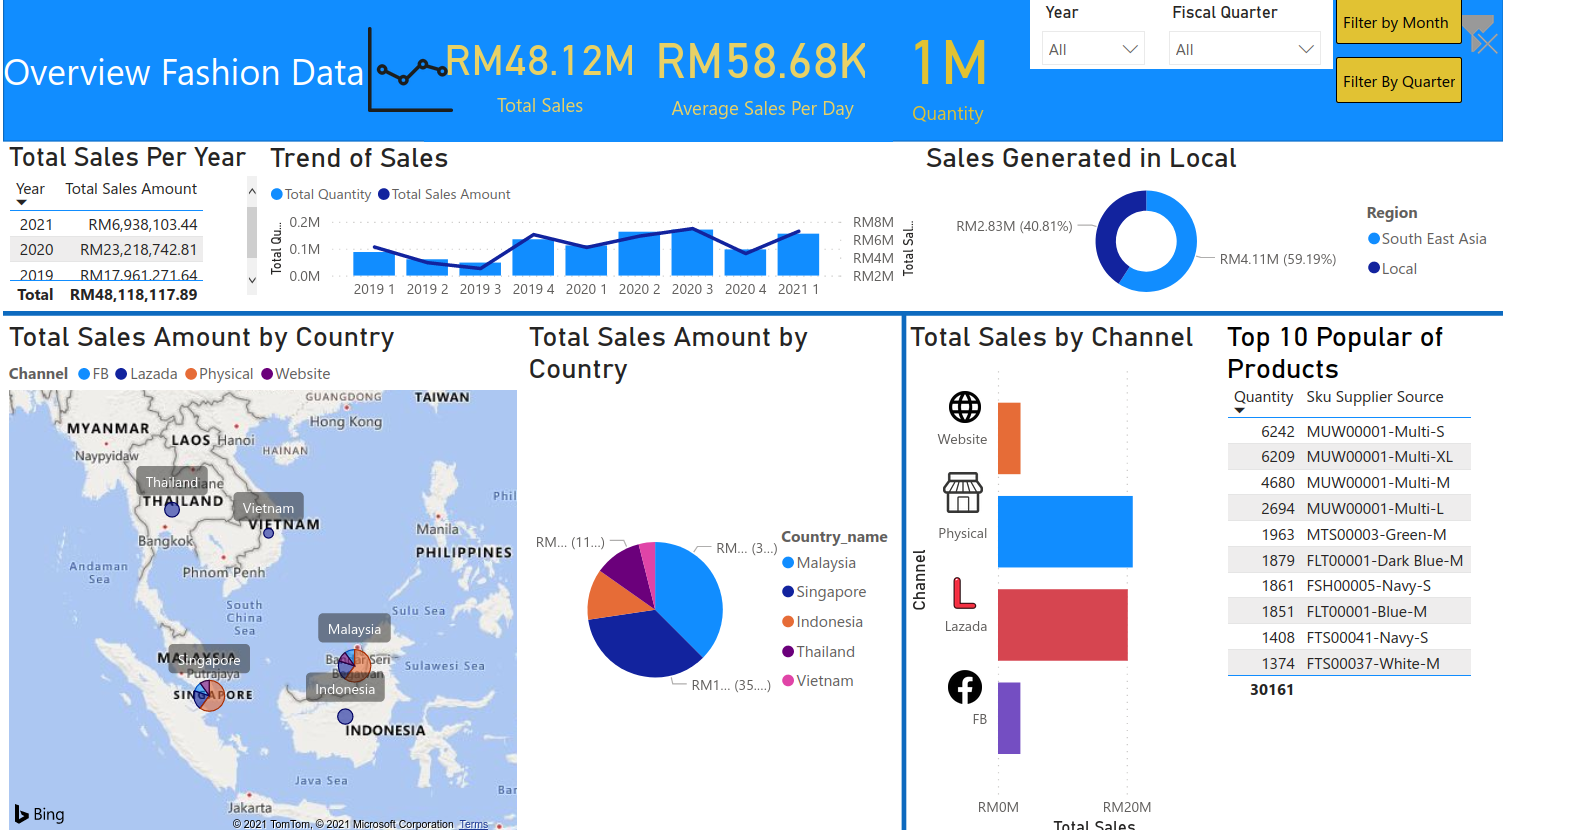 Overview Fashion Data
RM48.12M
Total Sales
RM58.68K
Average Sales Per Day
1M
Quantity
Year
All
Fiscal Quarter
All
Filter by Month
Filter By Quarter
Total Sales Per Year
Year Total Sales Amount
2021 RM6,938,103.44
2020 RM23,218,742.81
2019 RM17,961,271.64
Total RM48,118,117.89
Trend of Sales
Total Quantity Total Sales Amount
Total Qu...
0.2M
0.1M
0.0M
RM8M
RM6M
RM4M
RM2M
Total Sal...
2019 1 2019 2 2019 3 2019 4 2020 1 2020 2 2020 3 2020 4 2021 1
Sales Generated in Local
RM2.83M (40.81%)
RM4.11M (59.19%)
Region
South East Asia
Local
Total Sales Amount by Country
Channel FB Lazada Physical Website
GUANGDONG
TAIWAN
Hong Kong
MYANMAR
LAOS
Hanoi
Naypyidaw
HAINAN
Thailand
THAILAND
Vietnam
VIETNAM
Phil
Bangkok
Manila
PHILIPPINES
Andaman
Sea
Phnom Penh
South
China
Sea
Sulu Sea
Malaysia
Singapore
Putrajaya
Sulawesi Sea
SINGAPORE
Indonesia
INDONESIA
Java Sea
Ban
Jakarta
Bing
© 2021 TomTom, © 2021 Microsoft Corporation Terms
Total Sales Amount by
Country
RM... (11...)
RM... (3...)
RM1... (35....)
Country_name
Malaysia
Singapore
Indonesia
Thailand
Vietnam
Total Sales by Channel
Channel
Website
Physical
Lazada
FB
RM0M RM20M
Total Sales
Top 10 Popular of
Products
Quantity Sku Supplier Source
6242 MUW00001-Multi-S
6209 MUW00001-Multi-XL
4680 MUW00001-Multi-M
2694 MUW00001-Multi-L
1963 MTS00003-Green-M
1879 FLT00001-Dark Blue-M
1861 FSH00005-Navy-S
1851 FLT00001-Blue-M
1408 FTS00041-Navy-S
1374 FTS00037-White-M
30161